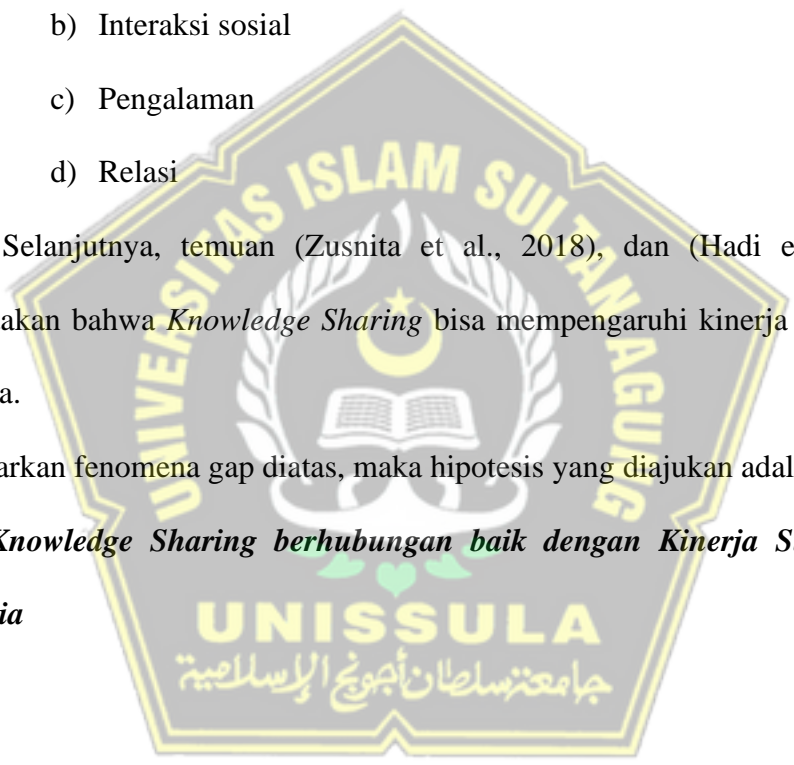 b) Interaksi sosial
c) Pengalaman
d) Relasi
Selanjutnya, temuan (Zusnita et al., 2018), dan (Hadi e
akan bahwa Knowledge Sharing bisa mempengaruhi kinerja
a.
arkan fenomena gap diatas, maka hipotesis yang diajukan adal
Knowledge Sharing berhubungan baik dengan Kinerja S
ia
UNIVERSITAS ISLAM SULTAN AGUNG
UNISSULA
جامعة سلطان أجونج الإسلامية